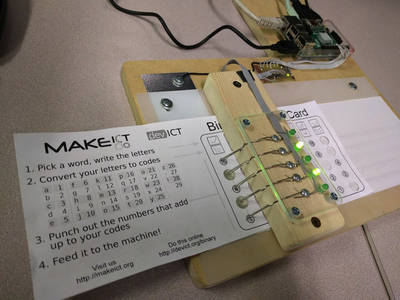 MAKEICT devICT Bi Card
1. Pick a word, write the letters
2. Convert your letters to codes
a 1 f 6 k 11 p 16 u 21 z 26
b 2 g 7 l 12 q 17 v 22 27
c 3 h 8 m 13 r 18 w 23 28
d 4 i 9 n 14 s 19 x 24 29
e 5 j 10 o 15 t 20 y 25
3. Punch out the numbers that add
up to your codes
4. Feed it to the machine!
Visit us
http://makeict.org
Do this online
http://devict.org/binary